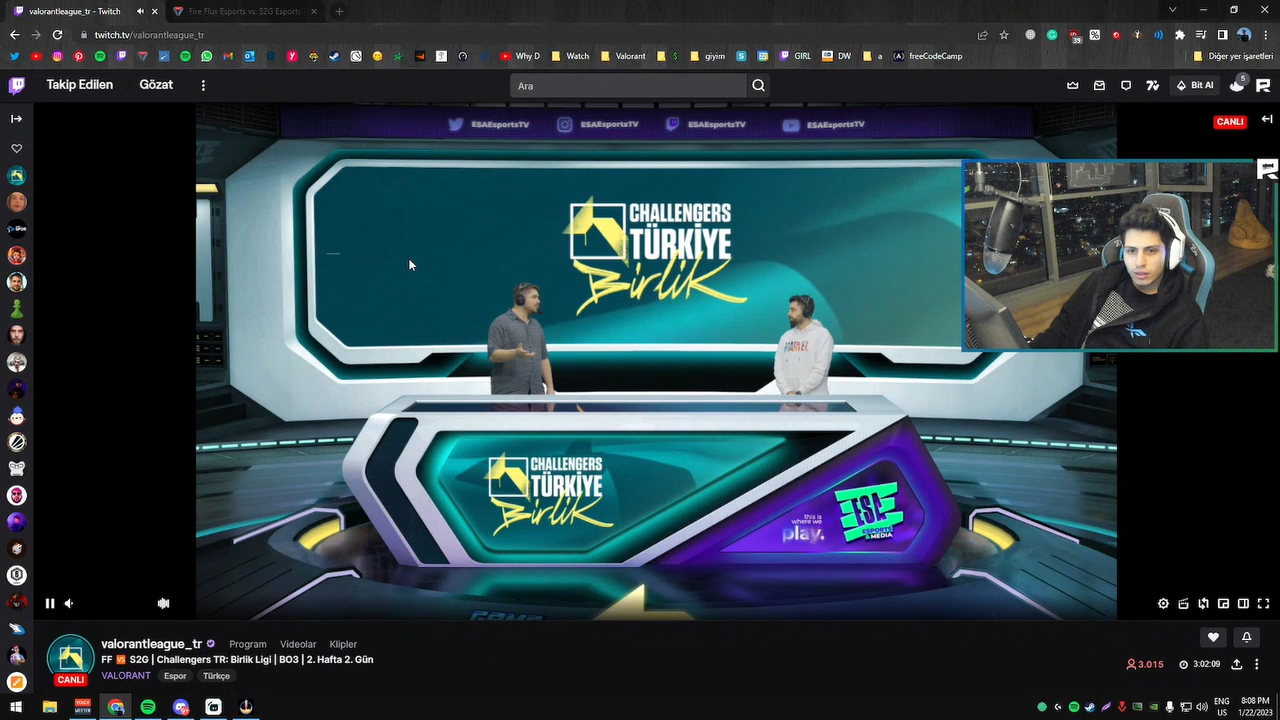 valorantleague_tr - Twitch
Fire Flux Esports vs. S2G Esports
twitch.tv/valorantleague_tr
39
Why D
Watch
Valorant
$
giyim
GIRL
DW
a
freeCodeCamp
Diğer yer işaretleri
Takip Edilen
Gözat
Ara
Bit AI
5
ESAEsportsTV
ESAEsportsTV
ESAEsportsTV
ESAEsportsTV
CANLI
CHALLENGERS
TÜRKİYE
Birlik
MARVEL
CHALLENGERS
TÜRKİYE
Birlik
this is
where we
play.
ESA
ESPORTS
& MEDIA
valorantleague_tr
Program
Videolar
Klipler
FF 🆚 S2G | Challengers TR: Birlik Ligi | BO3 | 2. Hafta 2. Gün
CANLI
VALORANT
Espor
Türkçe
3.015
3:02:09
ENG
US
8:08 PM
1/22/2023